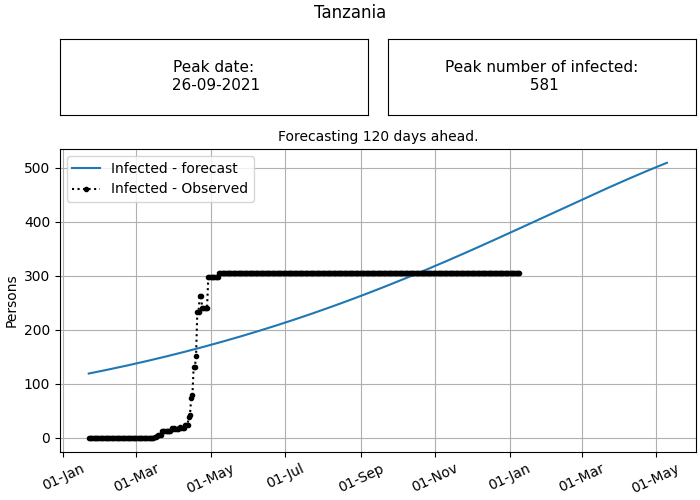 Tanzania
Peak date:
26-09-2021
Peak number of infected:
581
Forecasting 120 days ahead.
Infected - forecast
Infected - Observed
Persons
500
400
300
200
100
0
01-Jan
01-Mar
01-May
01-Jul
01-Sep
01-Nov
01-Jan
01-Mar
01-May